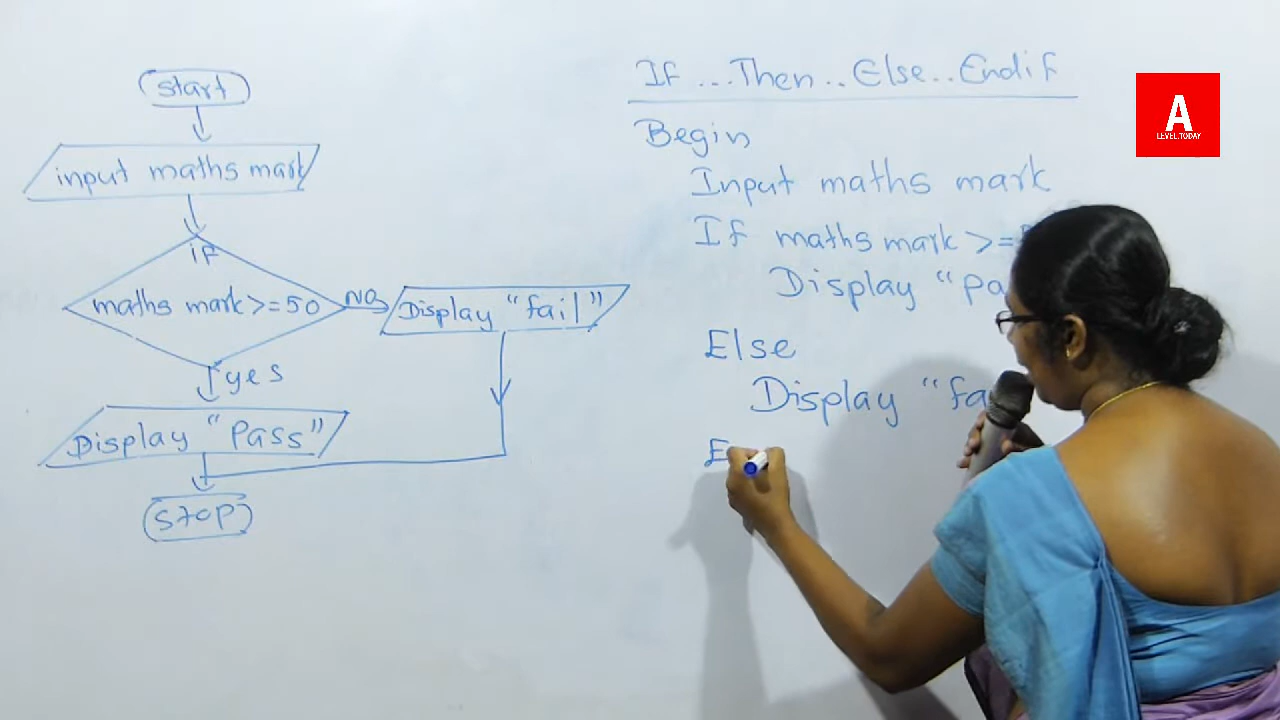 start
input maths mark
if
maths mark >= 50
NO
Display "fail"
yes
Display "Pass"
Stop
If ... Then .. Else .. Endif
Begin
Input maths mark
If maths mark >=
Display "Pa
Else
Display "fa
E
A
LEVEL.TODAY